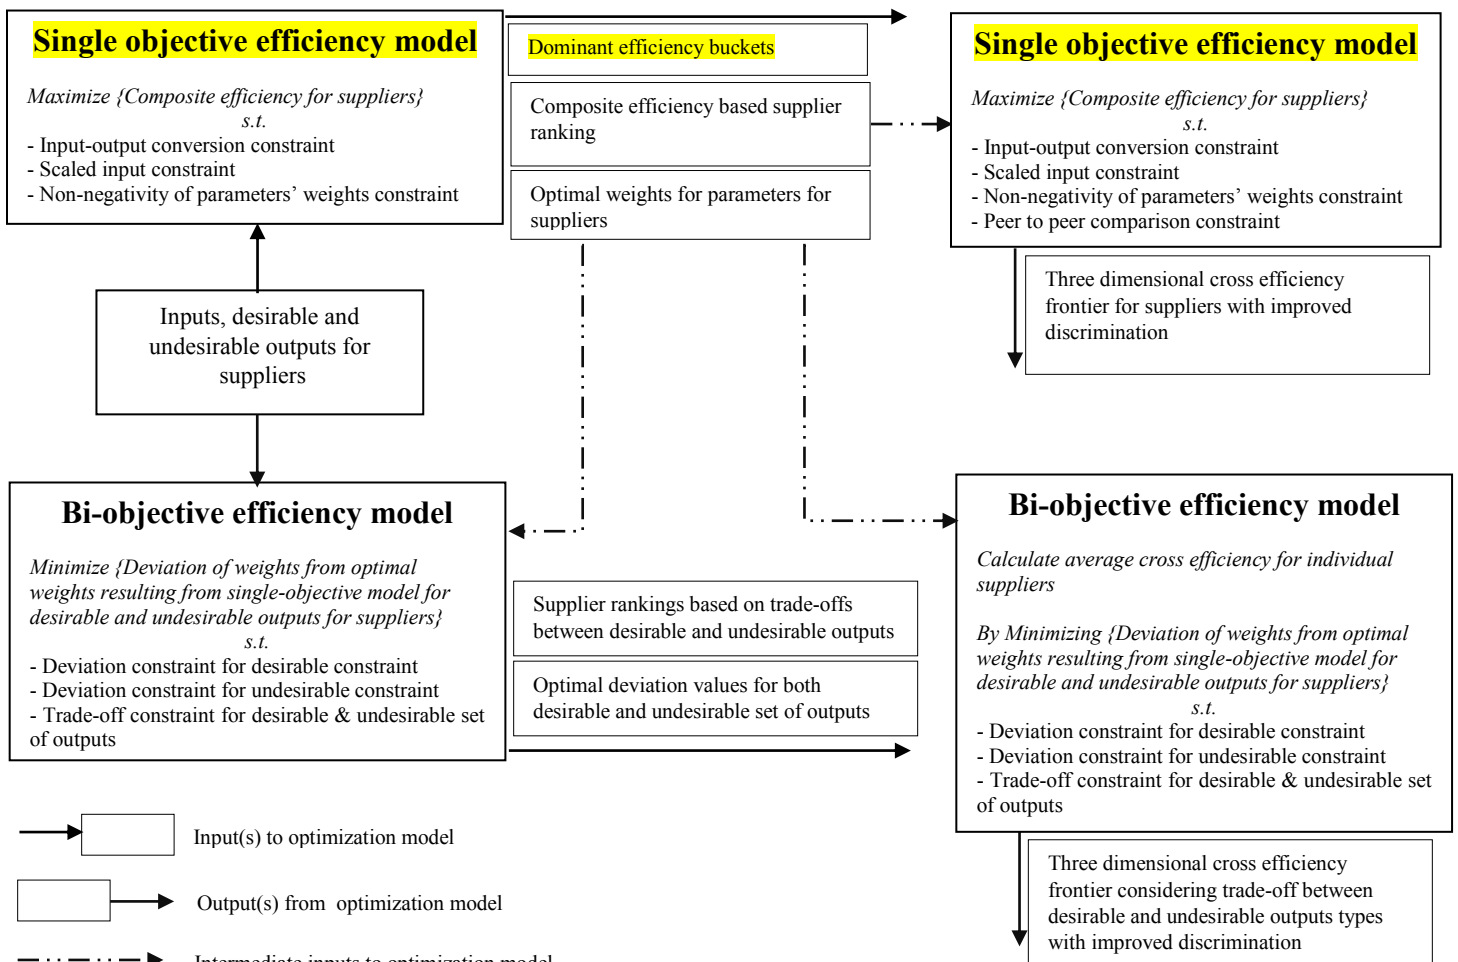 Single objective efficiency model
Maximize {Composite efficiency for suppliers}
s.t.
- Input-output conversion constraint
- Scaled input constraint
- Non-negativity of parameters' weights constraint
Dominant efficiency buckets
Composite efficiency based supplier
ranking
Optimal weights for parameters for
suppliers
Single objective efficiency model
Maximize {Composite efficiency for suppliers}
s.t.
- Input-output conversion constraint
- Scaled input constraint
- Non-negativity of parameters' weights constraint
- Peer to peer comparison constraint
Three dimensional cross efficiency
frontier for suppliers with improved
discrimination
Inputs, desirable and
undesirable outputs for
suppliers
Bi-objective efficiency model
Minimize {Deviation of weights from optimal
weights resulting from single-objective model for
desirable and undesirable outputs for suppliers}
s.t.
- Deviation constraint for desirable constraint
- Deviation constraint for undesirable constraint
- Trade-off constraint for desirable & undesirable set
of outputs
Supplier rankings based on trade-offs
between desirable and undesirable outputs
Optimal deviation values for both
desirable and undesirable set of outputs
Bi-objective efficiency model
Calculate average cross efficiency for individual
suppliers
By Minimizing {Deviation of weights from optimal
weights resulting from single-objective model for
desirable and undesirable outputs for suppliers}
s.t.
- Deviation constraint for desirable constraint
- Deviation constraint for undesirable constraint
- Trade-off constraint for desirable & undesirable set
of outputs
Three dimensional cross efficiency
frontier considering trade-off between
desirable and undesirable outputs types
with improved discrimination
Input(s) to optimization model
Output(s) from optimization model
Intermediate inputs to optimization model